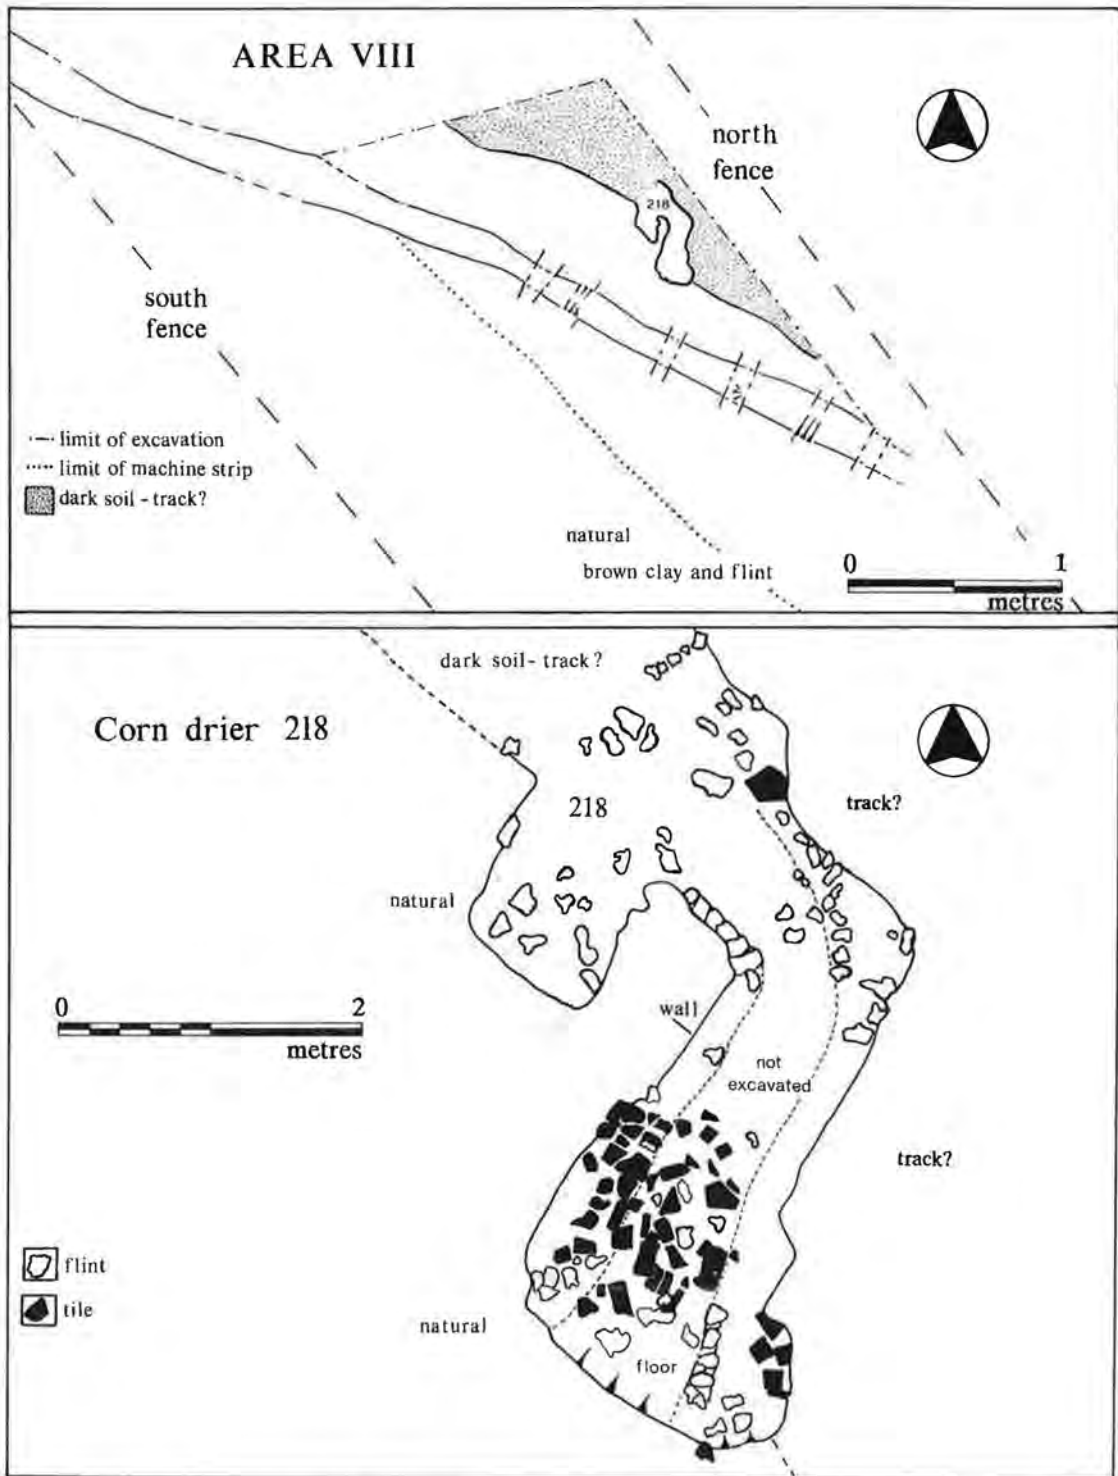 AREA VIII
north
fence
218
south
fence
limit of excavation
limit of machine strip
dark soil - track?
natural
brown clay and flint
0 1
metres
dark soil - track?
Corn drier 218
218
track?
natural
0 2
metres
wall
not
excavated
track?
flint
tile
natural
floor